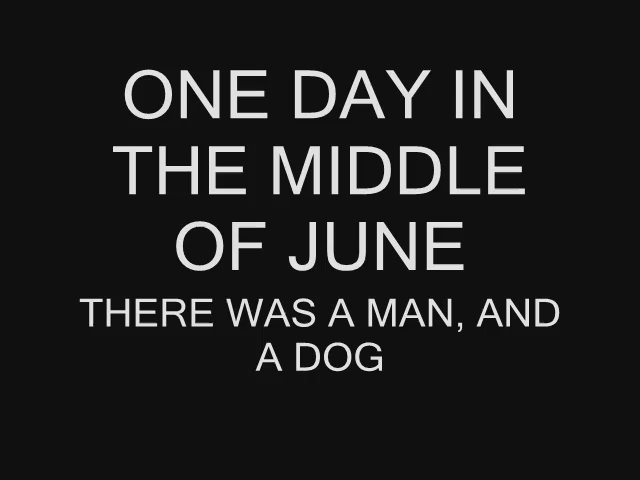 ONE DAY IN
THE MIDDLE
OF JUNE
THERE WAS A MAN, AND
A DOG